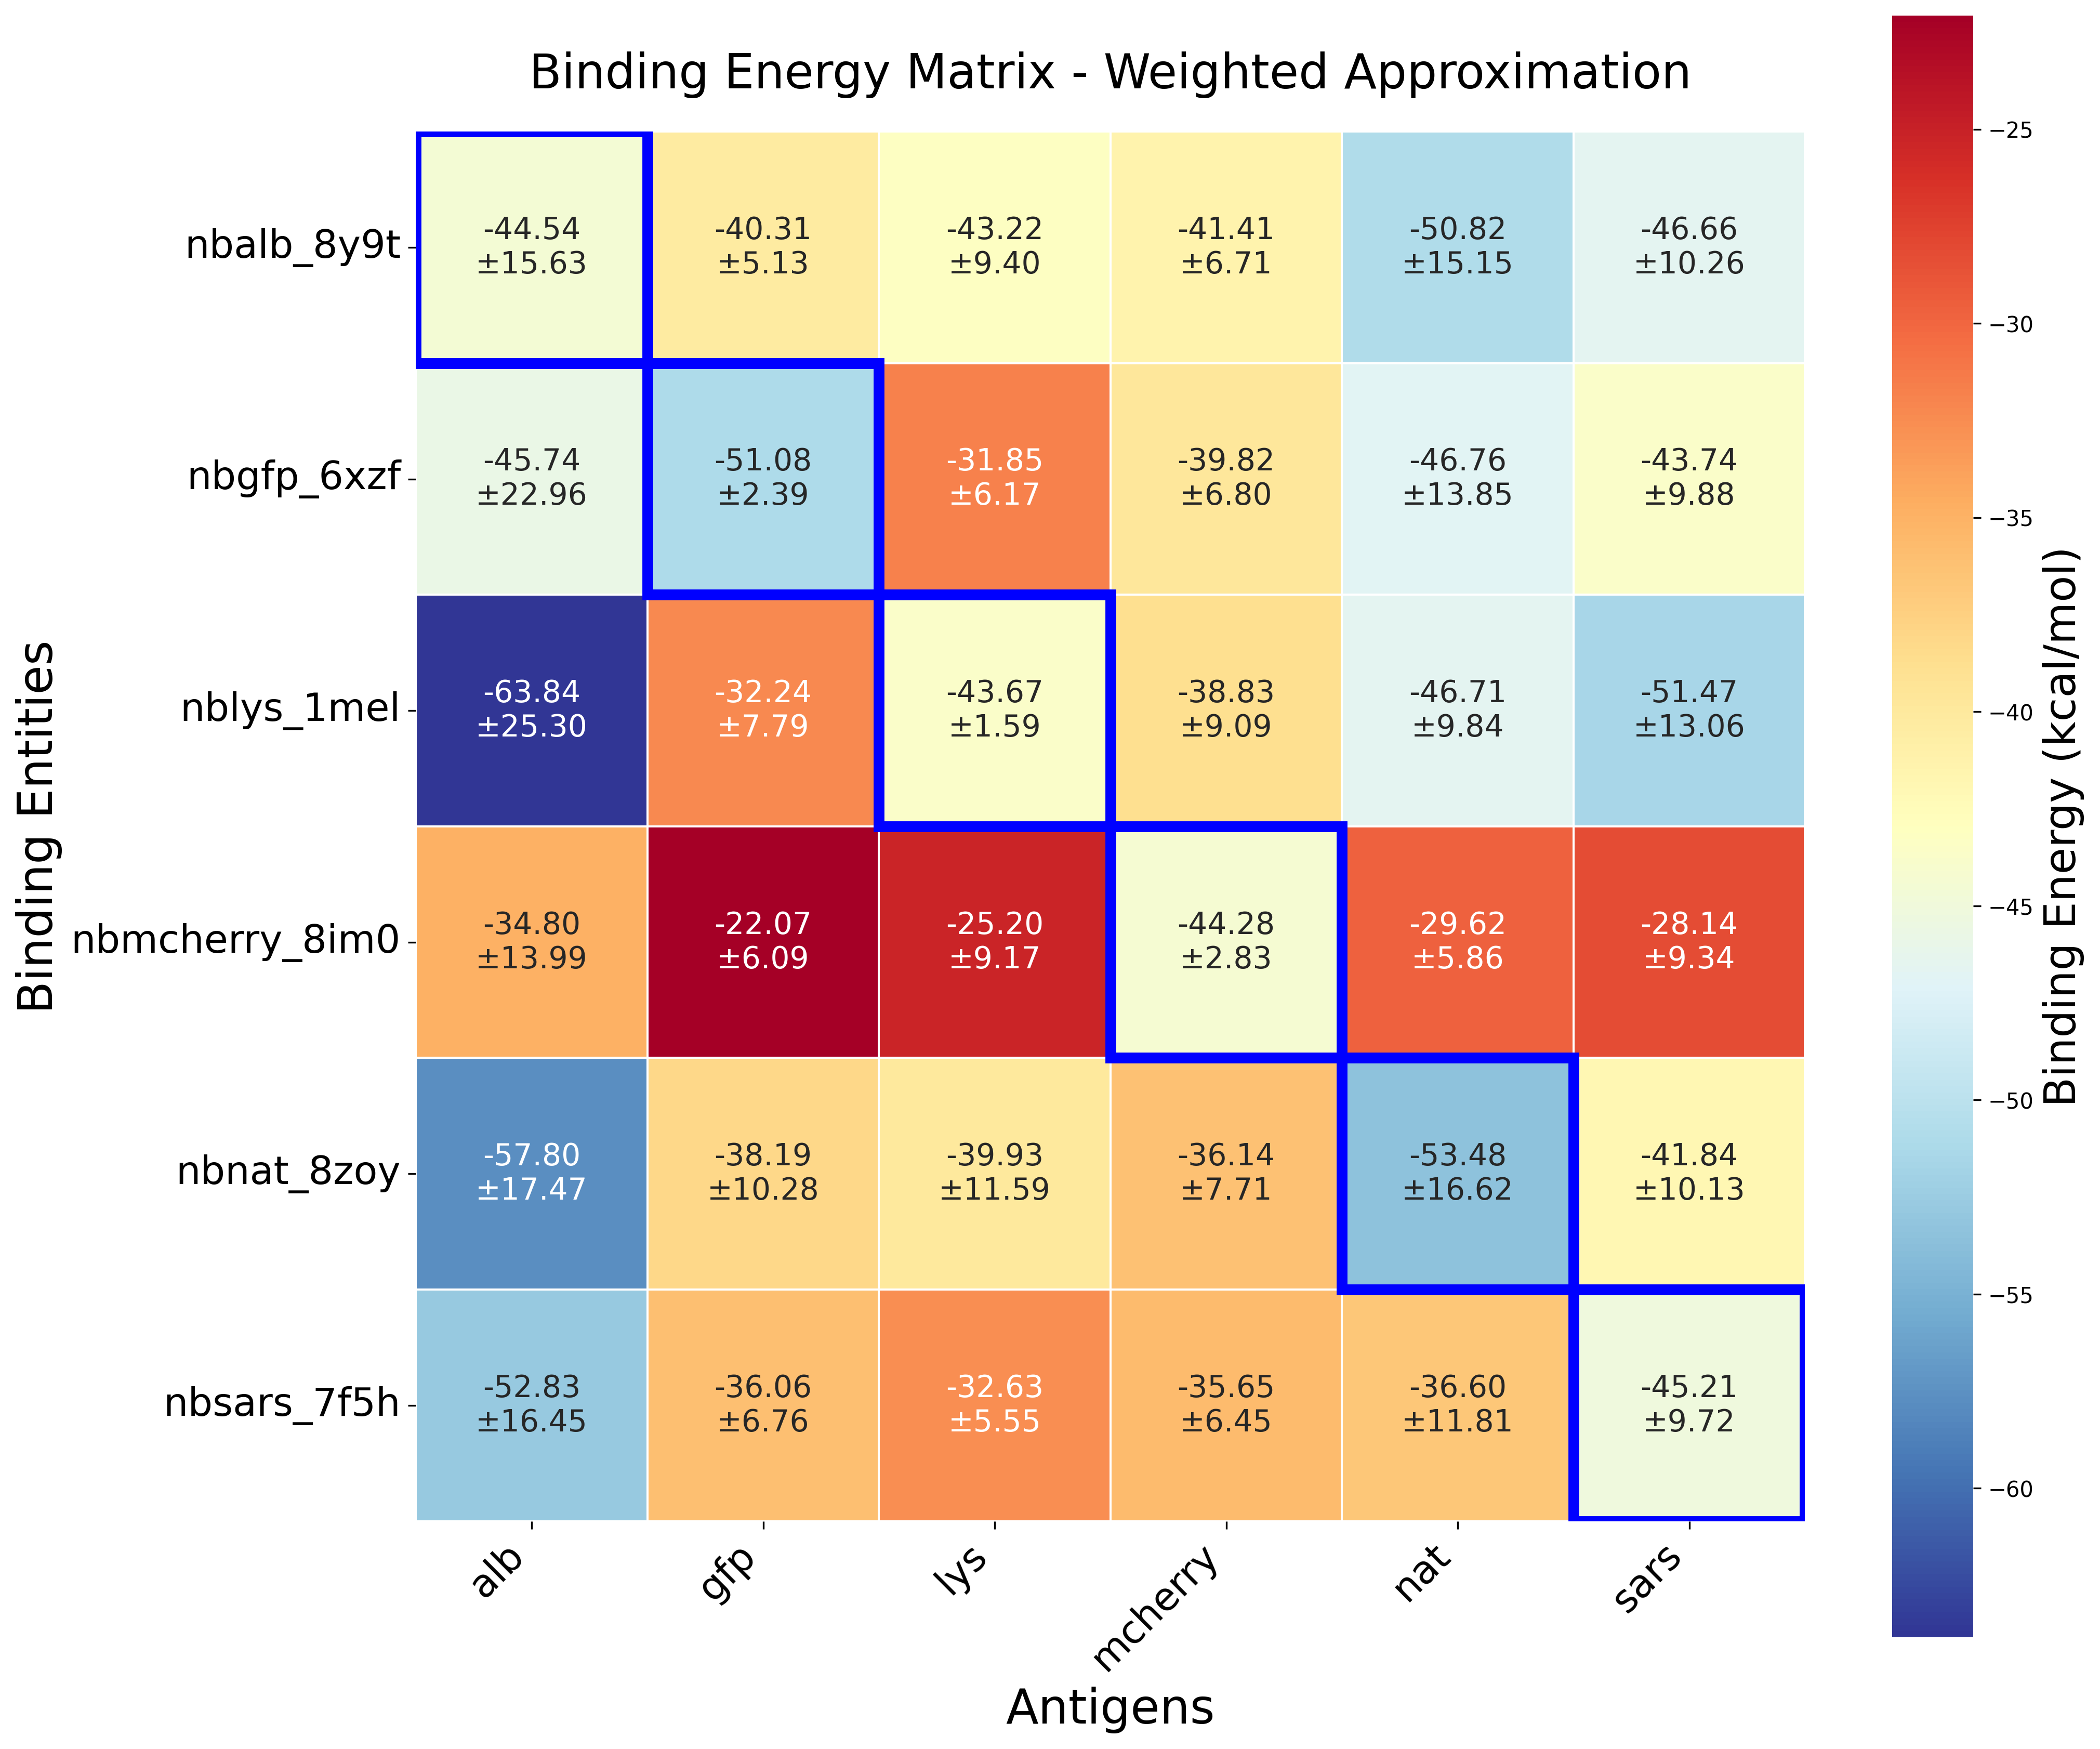 Binding Energy Matrix - Weighted Approximation
Binding Entities
nbalb_8y9t
-44.54 -40.31 -43.22 -41.41 -50.82 -46.66
±15.63 ±5.13 ±9.40 ±6.71 ±15.15 ±10.26
nbgfp_6xzf
-45.74 -51.08 -31.85 -39.82 -46.76 -43.74
±22.96 ±2.39 ±6.17 ±6.80 ±13.85 ±9.88
nblys_1mel
-63.84 -32.24 -43.67 -38.83 -46.71 -51.47
±25.30 ±7.79 ±1.59 ±9.09 ±9.84 ±13.06
nbmcherry_8im0
-34.80 -22.07 -25.20 -44.28 -29.62 -28.14
±13.99 ±6.09 ±9.17 ±2.83 ±5.86 ±9.34
nbnat_8zoy
-57.80 -38.19 -39.93 -36.14 -53.48 -41.84
±17.47 ±10.28 ±11.59 ±7.71 ±16.62 ±10.13
nbsars_7f5h
-52.83 -36.06 -32.63 -35.65 -36.60 -45.21
±16.45 ±6.76 ±5.55 ±6.45 ±11.81 ±9.72
alb gfp lys mcherry nat sars
Antigens
−25
−30
−35
−40
−45
−50
−55
−60
Binding Energy (kcal/mol)